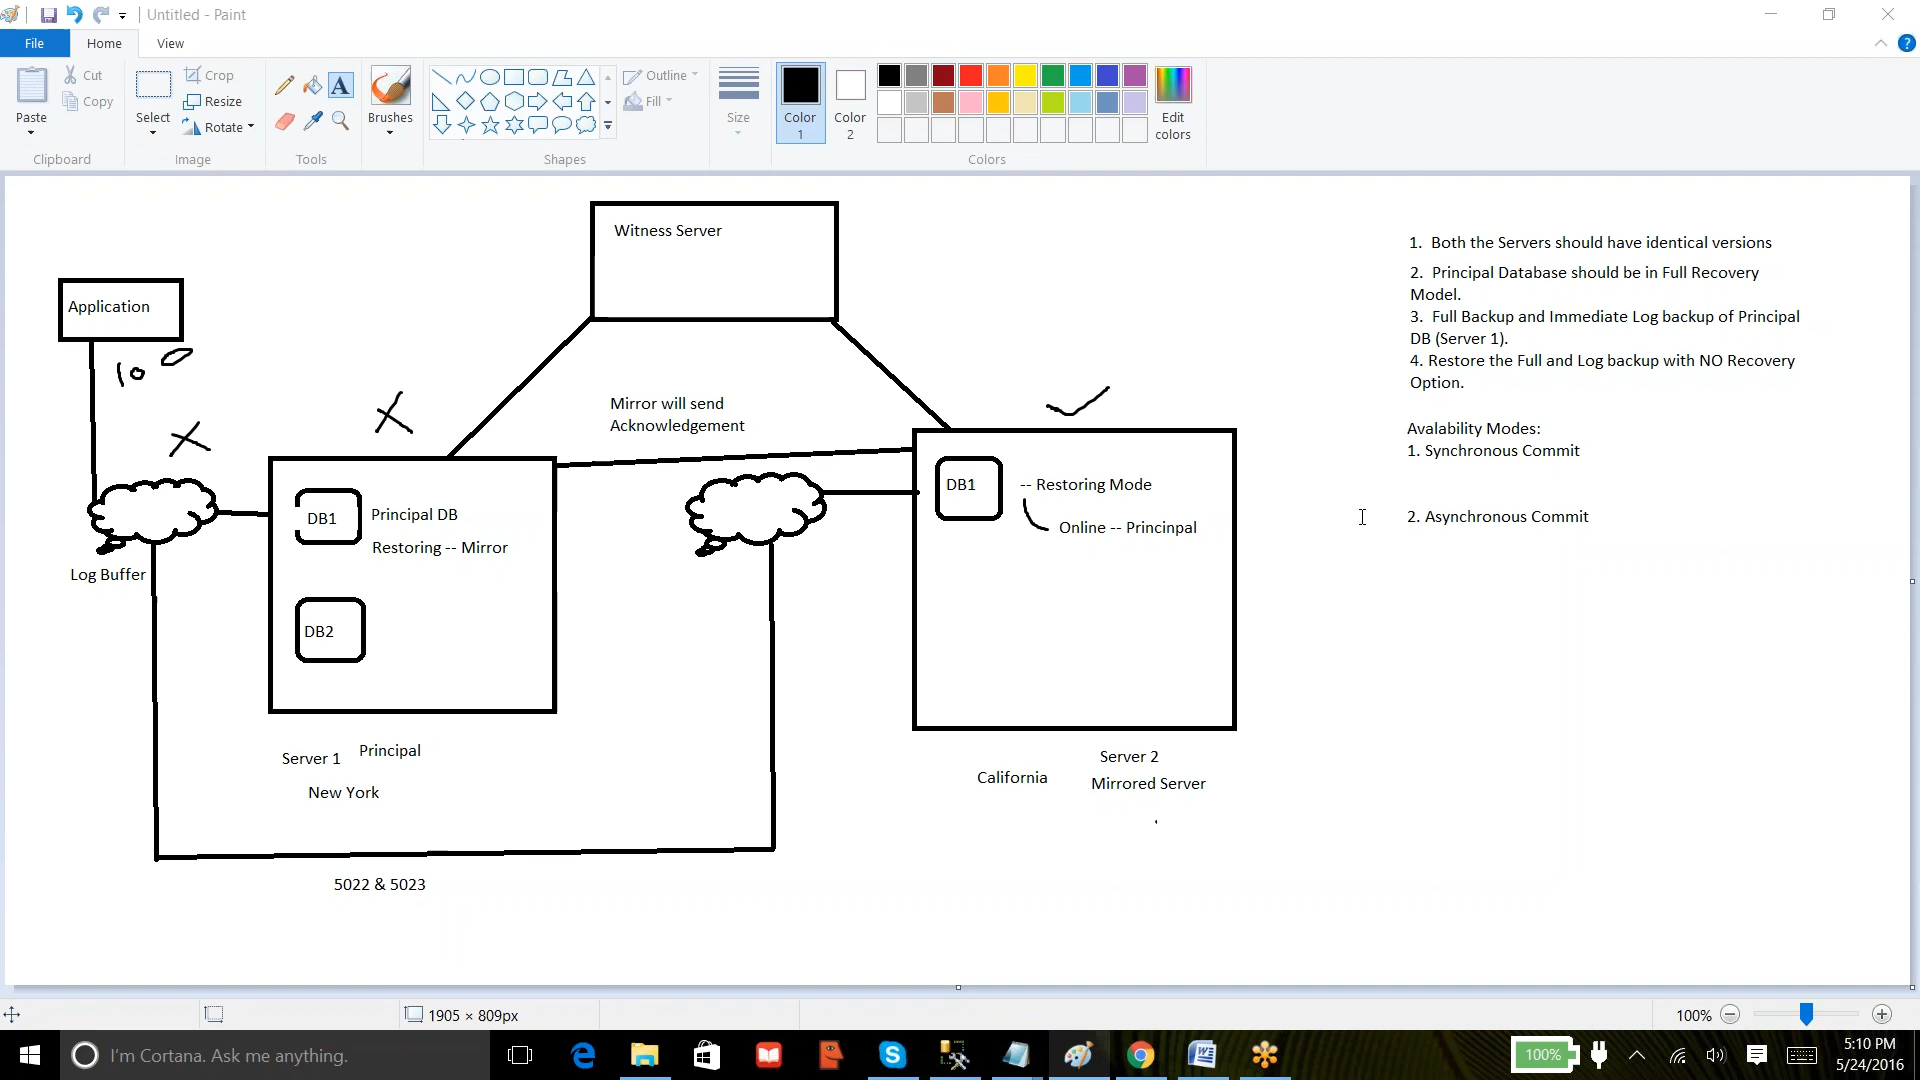 Untitled - Paint
File
Home
View
Paste
Cut
Copy
Clipboard
Select
Crop
Resize
Rotate
Image
A
Tools
Brushes
Shapes
Outline
Fill
Size
Color
1
Color
2
Edit
colors
Colors
Witness Server
Application
10
Mirror will send
Acknowledgement
DB1
Principal DB
Restoring -- Mirror
Log Buffer
DB2
Server 1
Principal
New York
5022 & 5023
DB1
-- Restoring Mode
Online -- Princinpal
Server 2
California
Mirrored Server
1. Both the Servers should have identical versions
2. Principal Database should be in Full Recovery
Model.
3. Full Backup and Immediate Log backup of Principal
DB (Server 1).
4. Restore the Full and Log backup with NO Recovery
Option.
Avalability Modes:
1. Synchronous Commit
2. Asynchronous Commit
1905 × 809px
100%
I'm Cortana. Ask me anything.
100%
5:10 PM
5/24/2016